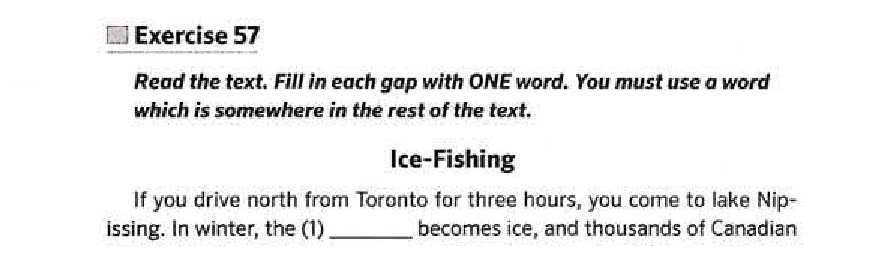 Exercise 57
Read the text. Fill in each gap with ONE word. You must use a word
which is somewhere in the rest of the text.
Ice-Fishing
If you drive north from Toronto for three hours, you come to lake Nip-
issing. In winter, the (1) ________ becomes ice, and thousands of Canadian